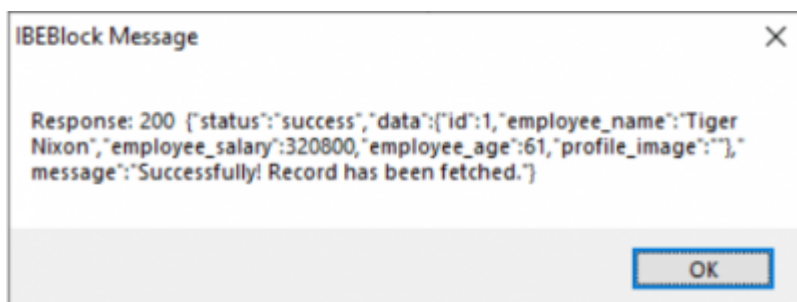 IBEBlock Message
Response: 200 {"status":"success","data":{"id":1,"employee_name":"Tiger
Nixon","employee_salary":320800,"employee_age":61,"profile_image":""},"
message":"Successfully! Record has been fetched."}
OK